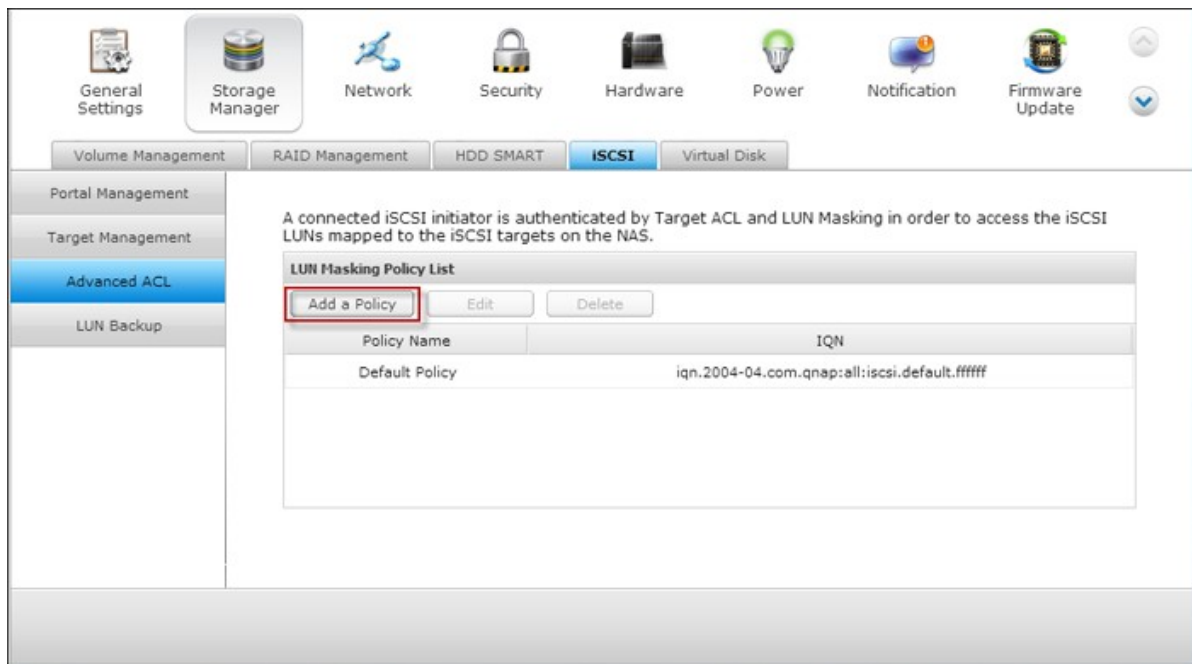 General Settings
Storage Manager
Network
Security
Hardware
Power
Notification
Firmware Update
Volume Management
RAID Management
HDD SMART
iSCSI
Virtual Disk
Portal Management
Target Management
Advanced ACL
LUN Backup
A connected iSCSI initiator is authenticated by Target ACL and LUN Masking in order to access the iSCSI
LUNs mapped to the iSCSI targets on the NAS.
LUN Masking Policy List
Add a Policy
Edit
Delete
Policy Name
IQN
Default Policy
iqn.2004-04.com.qnap:all:iscsi.default.ffffff